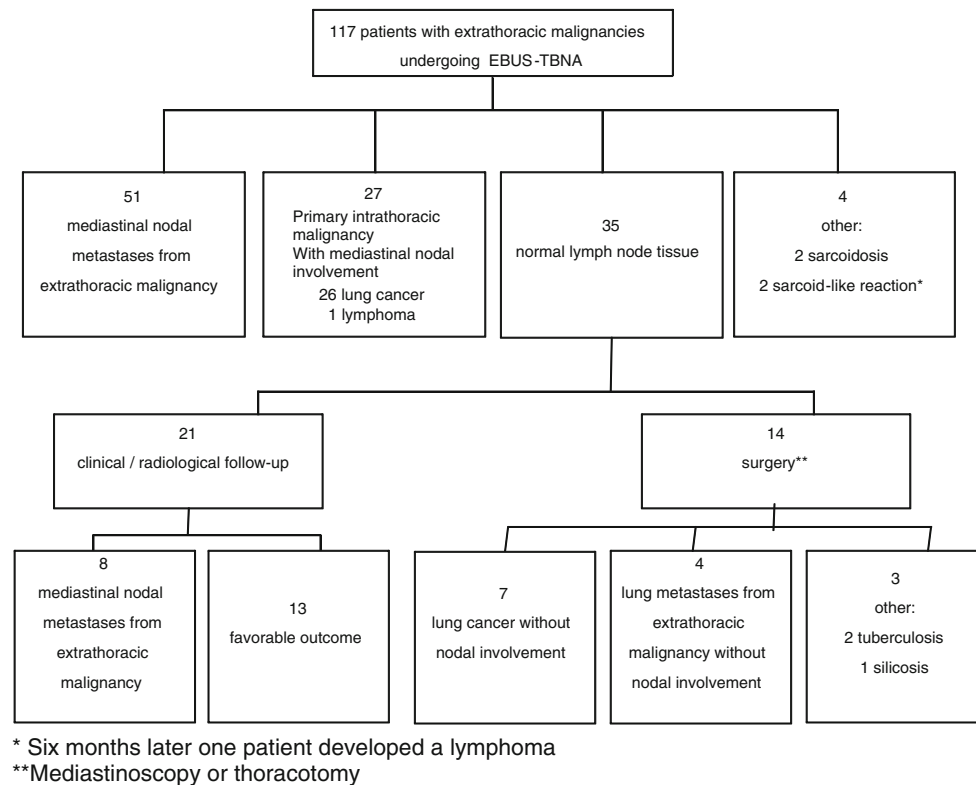 117 patients with extrathoracic malignancies
undergoing EBUS-TBNA
51
mediastinal nodal
metastases from
extrathoracic malignancy
27
Primary intrathoracic
malignancy
With mediastinal nodal
involvement
26 lung cancer
1 lymphoma
35
normal lymph node tissue
4
other:
2 sarcoidosis
2 sarcoid-like reaction*
21
clinical / radiological follow-up
14
surgery**
8
mediastinal nodal
metastases from
extrathoracic
malignancy
13
favorable outcome
7
lung cancer without
nodal involvement
4
lung metastases from
extrathoracic
malignancy without
nodal involvement
3
other:
2 tuberculosis
1 silicosis
* Six months later one patient developed a lymphoma
**Mediastinoscopy or thoracotomy